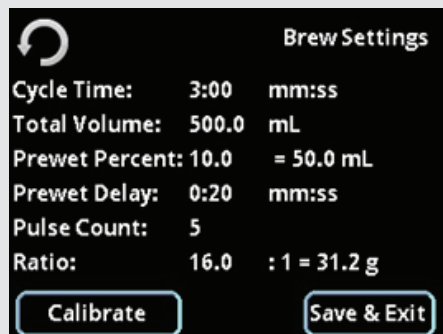 Brew Settings
Cycle Time: 3:00 mm:ss
Total Volume: 500.0 mL
Prewet Percent: 10.0 = 50.0 mL
Prewet Delay: 0:20 mm:ss
Pulse Count: 5
Ratio: 16.0 : 1 = 31.2 g
Calibrate Save & Exit